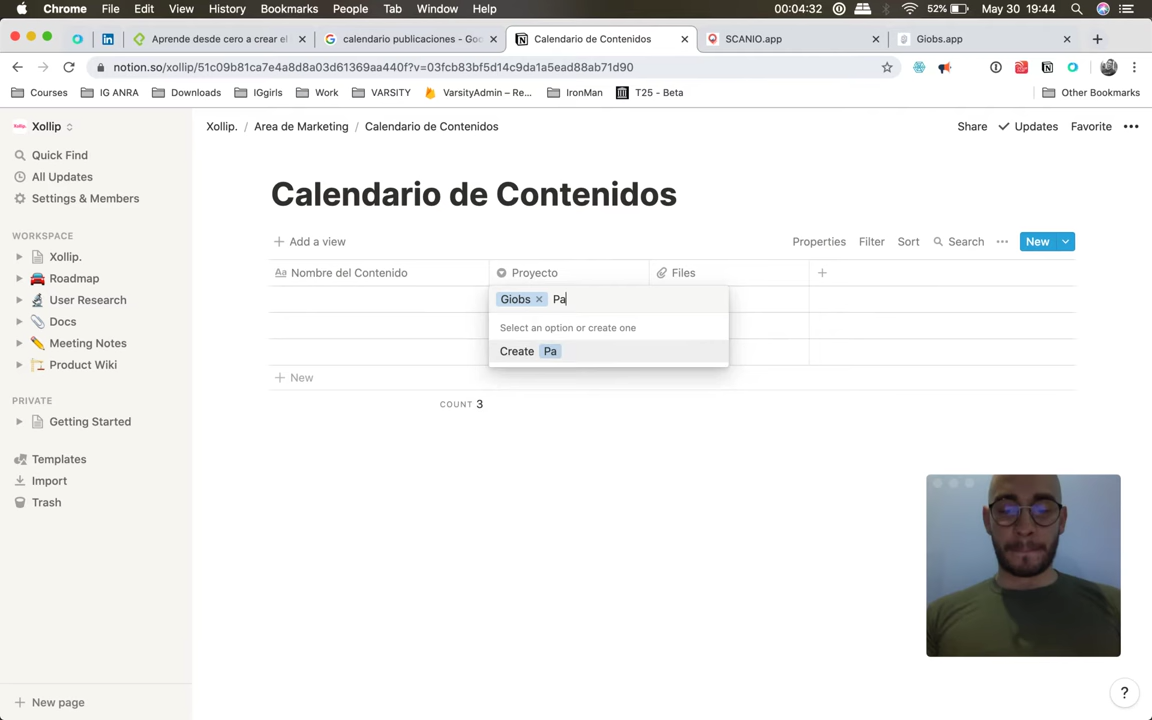 Chrome File Edit View History Bookmarks People Tab Window Help 00:04:32 52% May 30 19:44
Aprende desde cero a crear el calendario publicaciones - Goo Calendario de Contenidos SCANIO.app Giobs.app
notion.so/xollip/51c09b81ca7e4a8d8a03d61369aa440f?v=03fcb83bf5d14c9da1a5ead88ab71d90
Courses IG ANRA Downloads IGgirls Work VARSITY VarsityAdmin – Re... IronMan T25 - Beta Other Bookmarks
Xollip Xollip. / Area de Marketing / Calendario de Contenidos Share Updates Favorite
Quick Find
All Updates
Settings & Members
WORKSPACE
Xollip.
Roadmap
User Research
Docs
Meeting Notes
Product Wiki
PRIVATE
Getting Started
Templates
Import
Trash
New page
Calendario de Contenidos
Add a view Properties Filter Sort Search New
Aa Nombre del Contenido Proyecto Files
Giobs Pa
Select an option or create one
Create Pa
New
COUNT 3
?